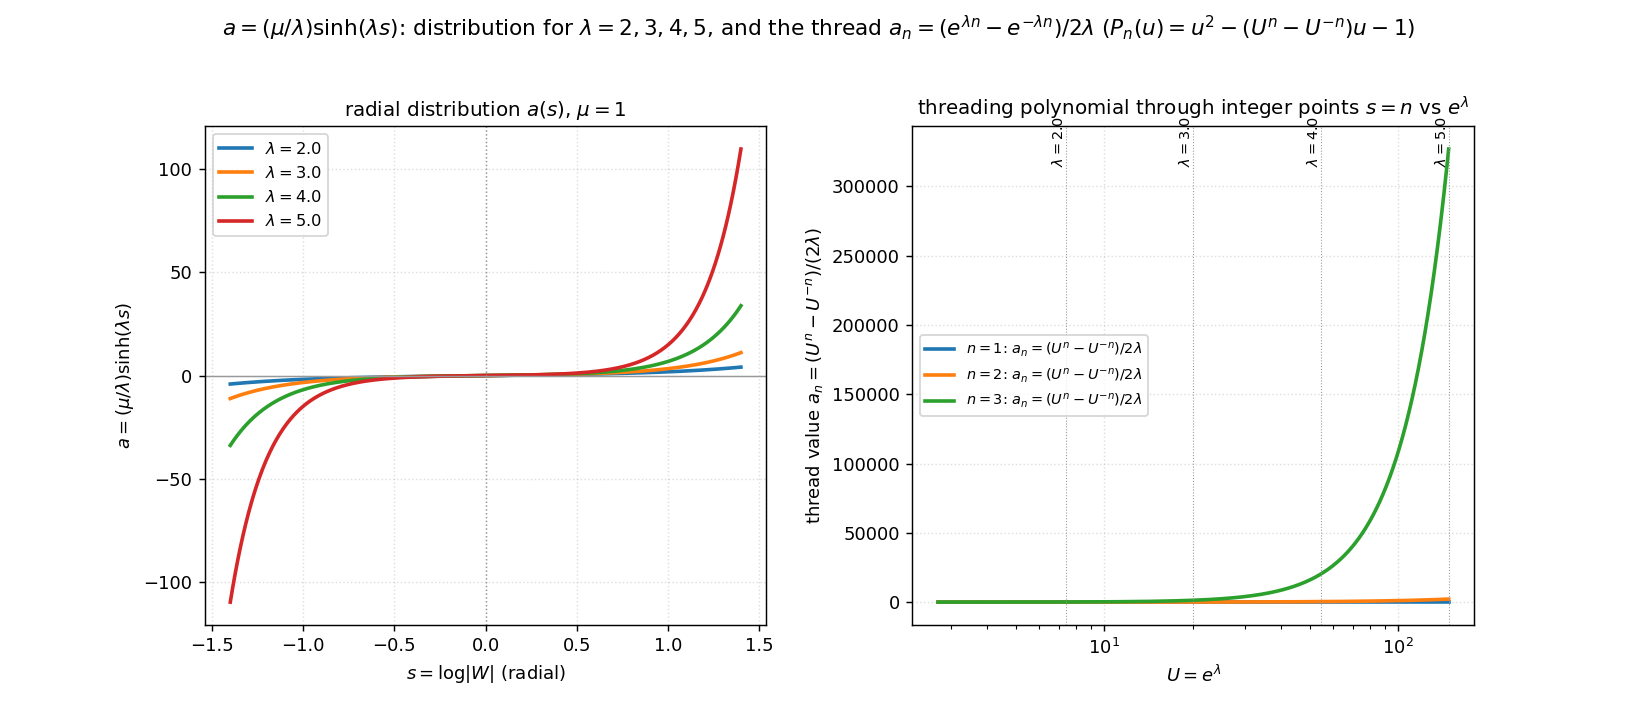 a = (μ/λ)sinh(λs): distribution for λ = 2, 3, 4, 5, and the thread aₙ = (e^{λn} − e^{−λn})/2λ (Pₙ(u) = u² − (Uⁿ − U⁻ⁿ)u − 1)
radial distribution a(s), μ = 1
a = (μ/λ)sinh(λs)
100
50
0
−50
−100
λ = 2.0
λ = 3.0
λ = 4.0
λ = 5.0
−1.5
−1.0
−0.5
0.0
0.5
1.0
1.5
s = log|W| (radial)
threading polynomial through integer points s = n vs e^λ
thread value aₙ = (Uⁿ − U⁻ⁿ)/(2λ)
300000
250000
200000
150000
100000
50000
0
λ = 2.0
λ = 3.0
λ = 4.0
λ = 5.0
n = 1: aₙ = (Uⁿ − U⁻ⁿ)/2λ
n = 2: aₙ = (Uⁿ − U⁻ⁿ)/2λ
n = 3: aₙ = (Uⁿ − U⁻ⁿ)/2λ
10¹
10²
U = e^λ